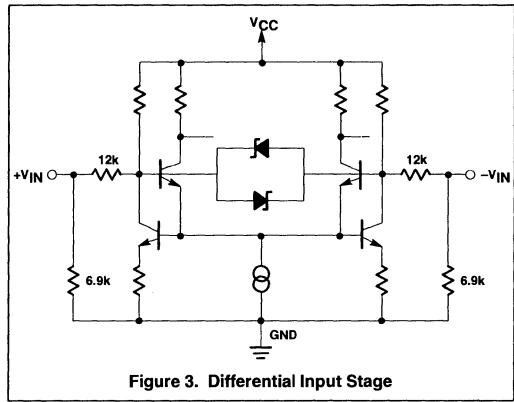 VCC
12k
12k
+VIN
−VIN
6.9k
6.9k
GND
Figure 3. Differential Input Stage